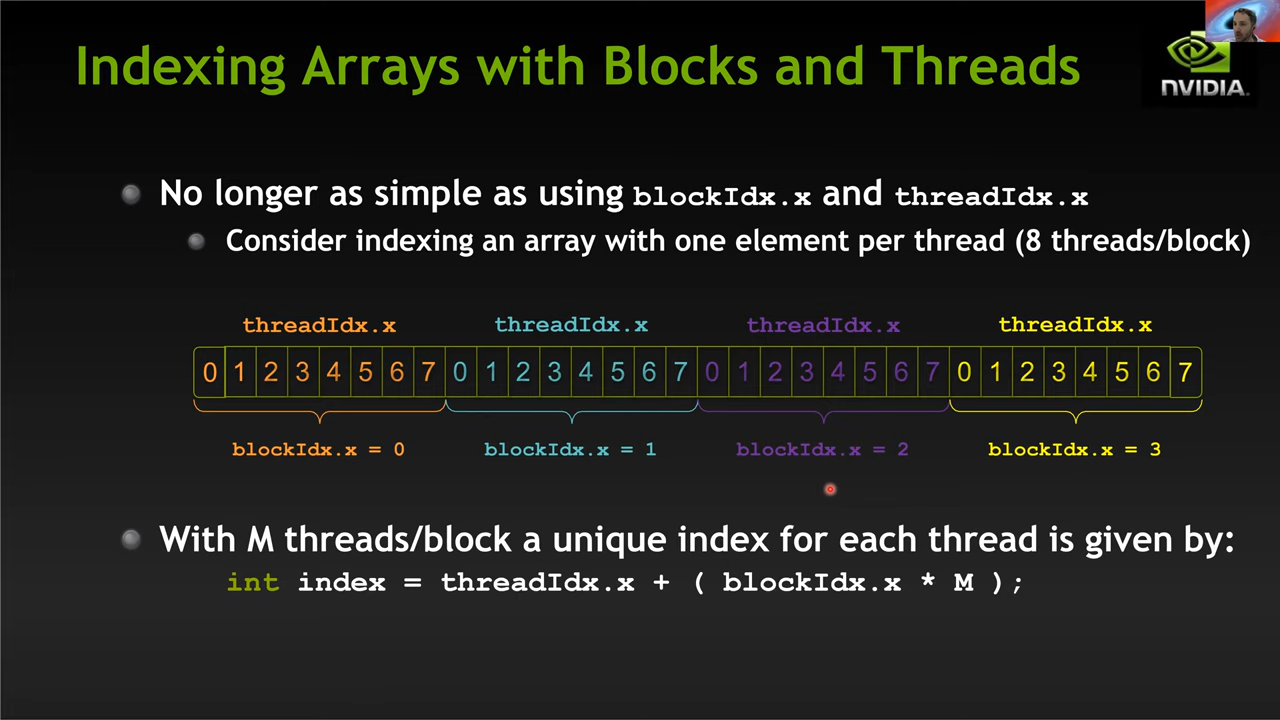 Indexing Arrays with Blocks and Threads
NVIDIA.
No longer as simple as using blockIdx.x and threadIdx.x
Consider indexing an array with one element per thread (8 threads/block)
threadIdx.x threadIdx.x threadIdx.x threadIdx.x
0 1 2 3 4 5 6 7 0 1 2 3 4 5 6 7 0 1 2 3 4 5 6 7 0 1 2 3 4 5 6 7
blockIdx.x = 0 blockIdx.x = 1 blockIdx.x = 2 blockIdx.x = 3
With M threads/block a unique index for each thread is given by:
int index = threadIdx.x + ( blockIdx.x * M );